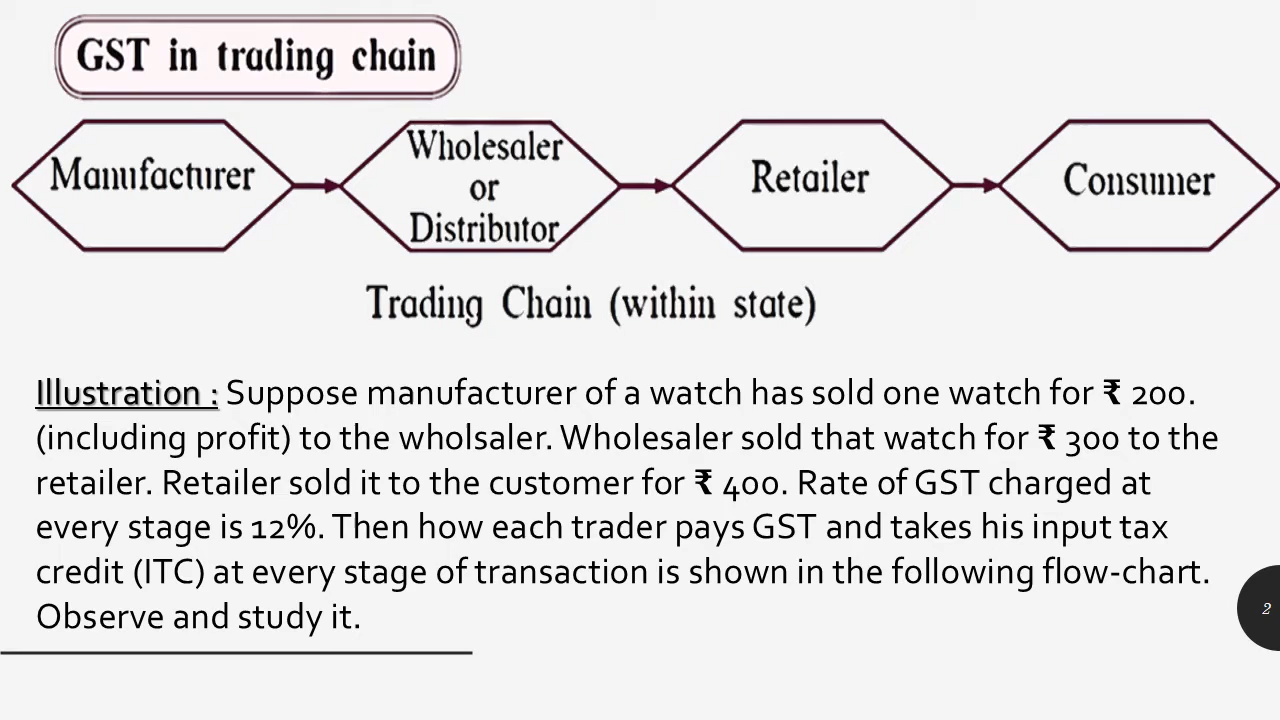 GST in trading chain
Manufacturer
Wholesaler
or
Distributor
Retailer
Consumer
Trading Chain (within state)
Illustration : Suppose manufacturer of a watch has sold one watch for ₹ 200.
(including profit) to the wholsaler. Wholesaler sold that watch for ₹ 300 to the
retailer. Retailer sold it to the customer for ₹ 400. Rate of GST charged at
every stage is 12%. Then how each trader pays GST and takes his input tax
credit (ITC) at every stage of transaction is shown in the following flow-chart.
Observe and study it.
2